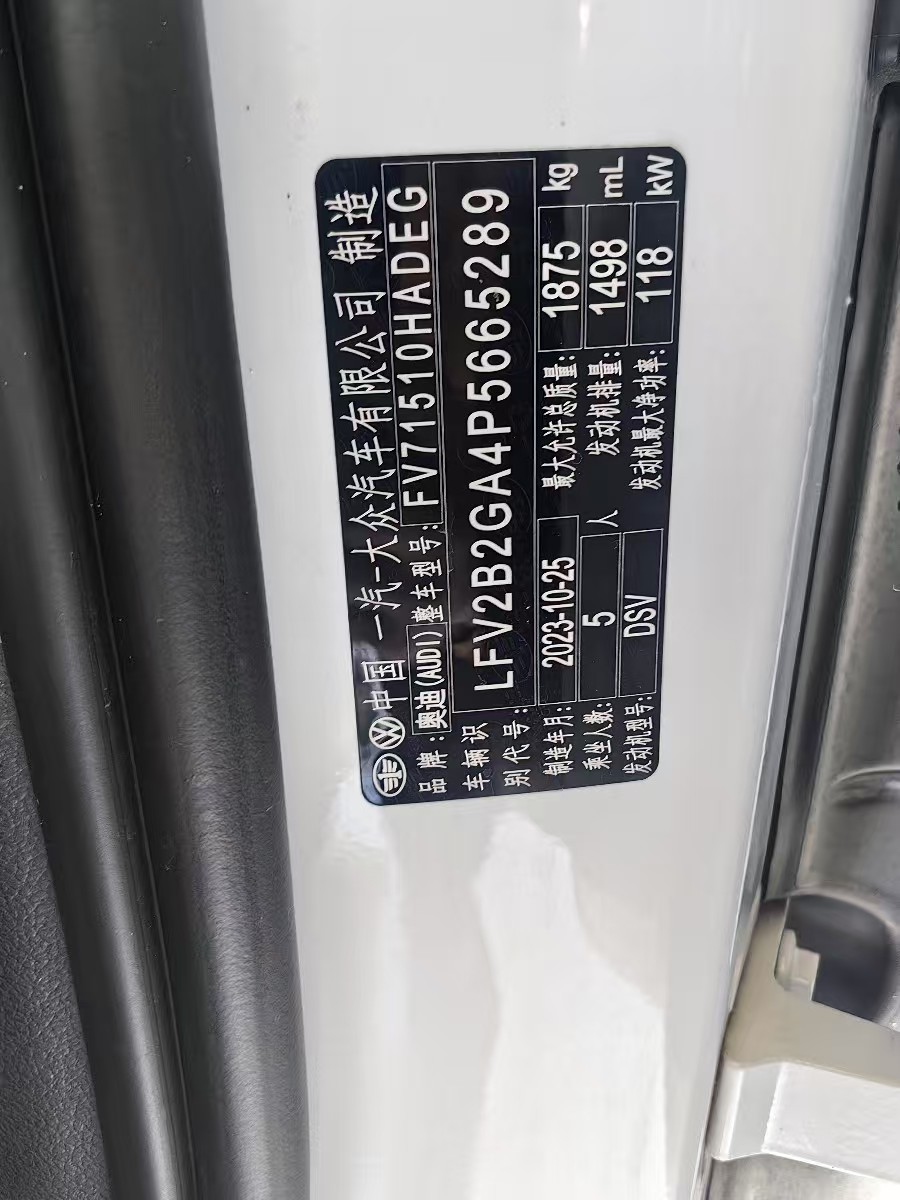 中国 一汽-大众汽车有限公司 制造
品牌:奥迪(AUDI) 整车型号:FV71510HADEG
车辆识别代号: LFV2B2GA4P5665289
制造年月: 2023-10-25 最大允许总质量: 1875 kg
乘坐人数: 5 人 发动机排量: 1498 mL
发动机型号: DSV 发动机最大净功率: 118 kW